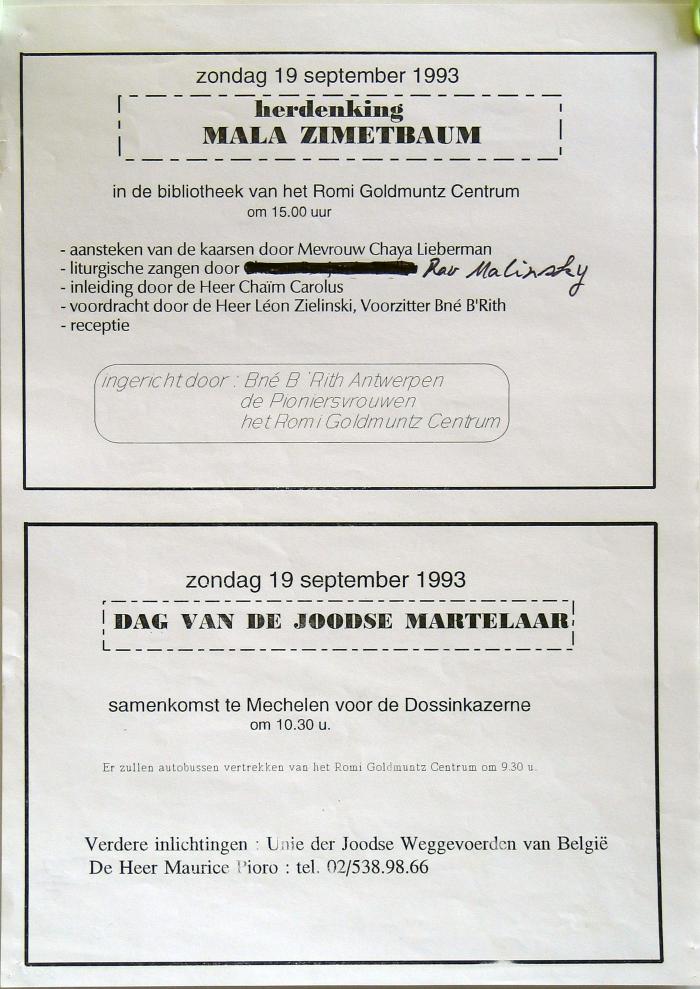 zondag 19 september 1993
herdenking
MALA ZIMETBAUM
in de bibliotheek van het Romi Goldmuntz Centrum
om 15.00 uur
- aansteken van de kaarsen door Mevrouw Chaya Lieberman
- liturgische zangen door Rav Malinsky
- inleiding door de Heer Chaïm Carolus
- voordracht door de Heer Léon Zielinski, Voorzitter Bné B'Rith
- receptie
ingericht door : Bné B 'Rith Antwerpen
de Pioniersvrouwen
het Romi Goldmuntz Centrum
zondag 19 september 1993
DAG VAN DE JOODSE MARTELAAR
samenkomst te Mechelen voor de Dossinkazerne
om 10.30 u.
Er zullen autobussen vertrekken van het Romi Goldmuntz Centrum om 9.30 u.
Verdere inlichtingen : Unie der Joodse Weggevoerden van België
De Heer Maurice Pioro : tel. 02/538.98.66